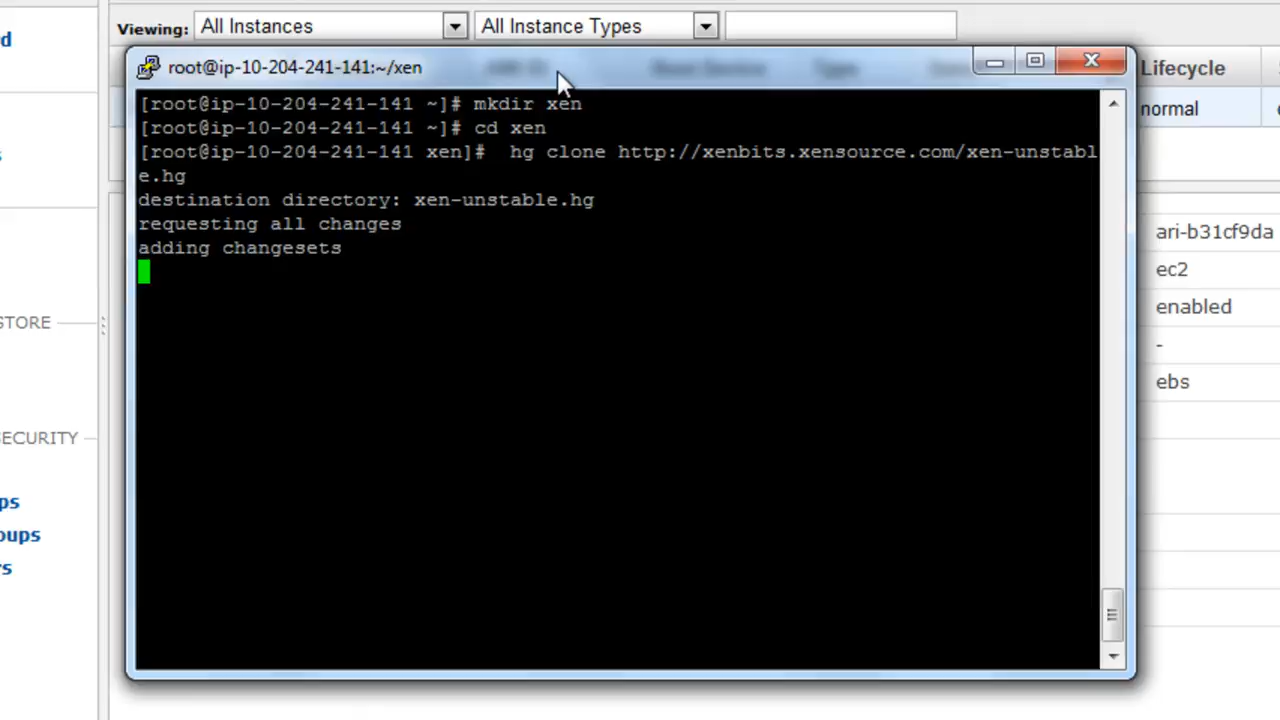 Viewing: All Instances All Instance Types
root@ip-10-204-241-141:~/xen
Lifecycle
normal
[root@ip-10-204-241-141 ~]# mkdir xen
[root@ip-10-204-241-141 ~]# cd xen
[root@ip-10-204-241-141 xen]#  hg clone http://xenbits.xensource.com/xen-unstabl
e.hg
destination directory: xen-unstable.hg
requesting all changes
adding changesets
ari-b31cf9da
ec2
enabled
-
ebs
d
s
STORE
ECURITY
ps
oups
rs